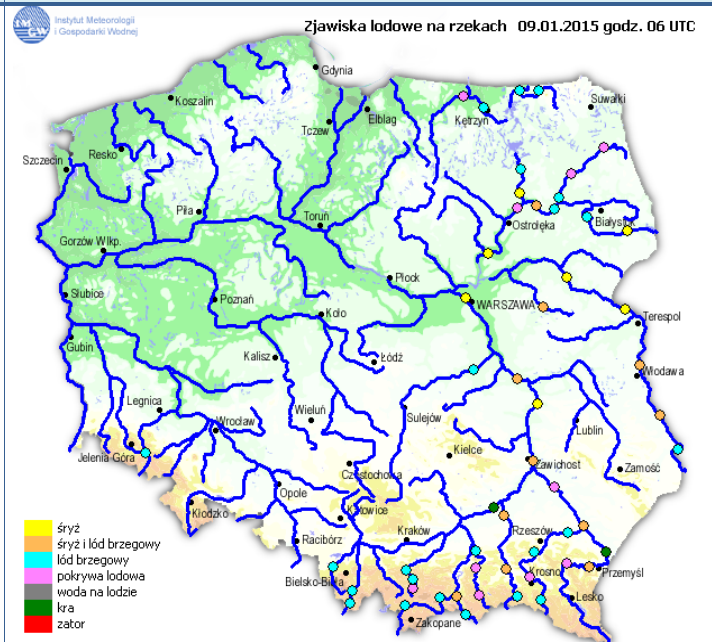 Instytut Meteorologii
i Gospodarki Wodnej
Zjawiska lodowe na rzekach 09.01.2015 godz. 06 UTC
Gdynia
Koszalin
Suwałki
Elbląg
Kętrzyn
Tczew
Resko
Szczecin
Piła
Toruń
Ostrołęka
Białystok
Gorzów Wlkp.
Płock
Słubice
Poznań
Koło
WARSZAWA
Terespol
Gubin
Kalisz
Łódź
Włodawa
Legnica
Wrocław
Wieluń
Sulejów
Lublin
Jelenia Góra
Kielce
Zawichost
Zamość
Częstochowa
Opole
Kłodzko
Katowice
Racibórz
Kraków
Rzeszów
Bielsko-Biała
Krosno
Przemyśl
Lesko
Zakopane
śryż
śryż i lód brzegowy
lód brzegowy
pokrywa lodowa
woda na lodzie
kra
zator